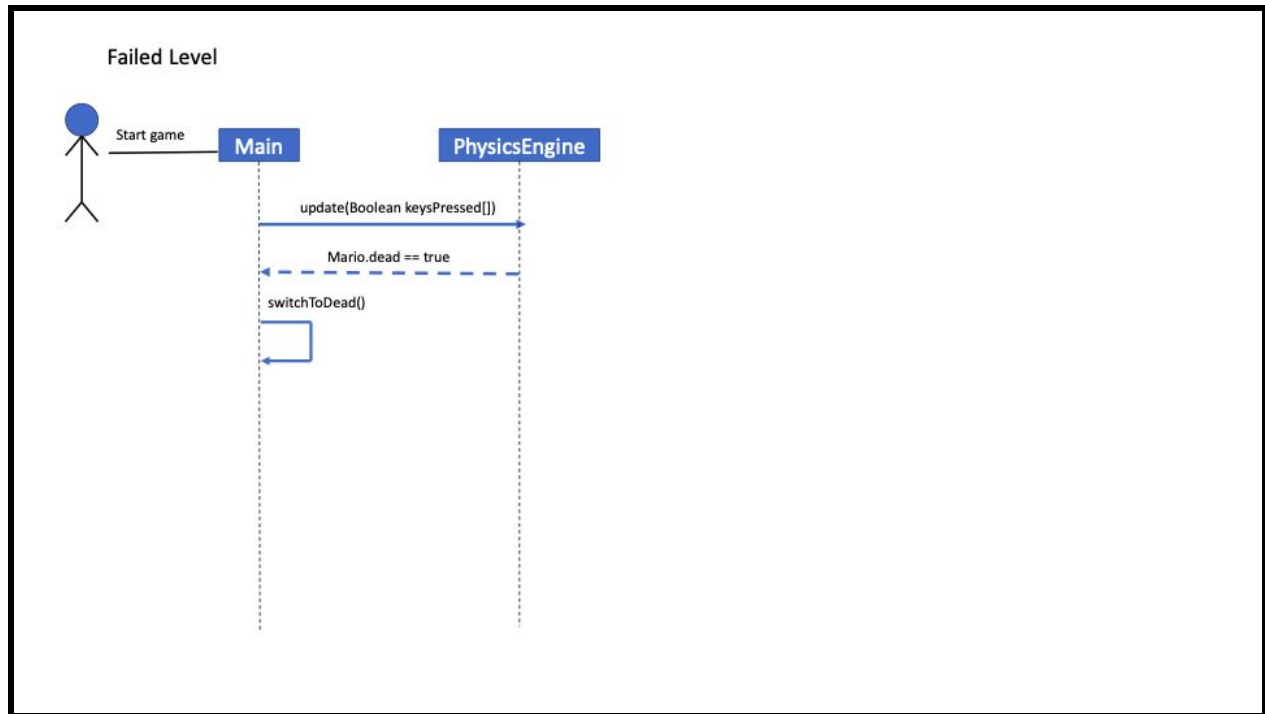 Failed Level
Start game
Main
PhysicsEngine
update(Boolean keysPressed[])
Mario.dead == true
switchToDead()